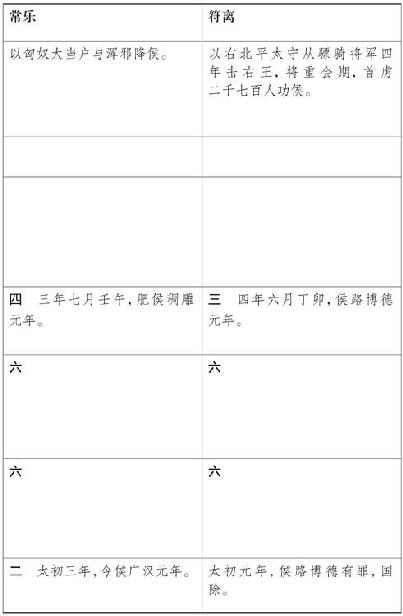 常乐
符离
以匈奴大当户与浑邪降侯。
以右北平太守从骠骑将军四
年击右王，将重会期，首虏
二千七百人功侯。
四　三年七月壬午，肥侯稠雕
元年。
三　四年六月丁卯，侯路博德
元年。
六
六
六
六
二　太初三年，今侯广汉元年。
太初元年，侯路博德有罪，国
除。